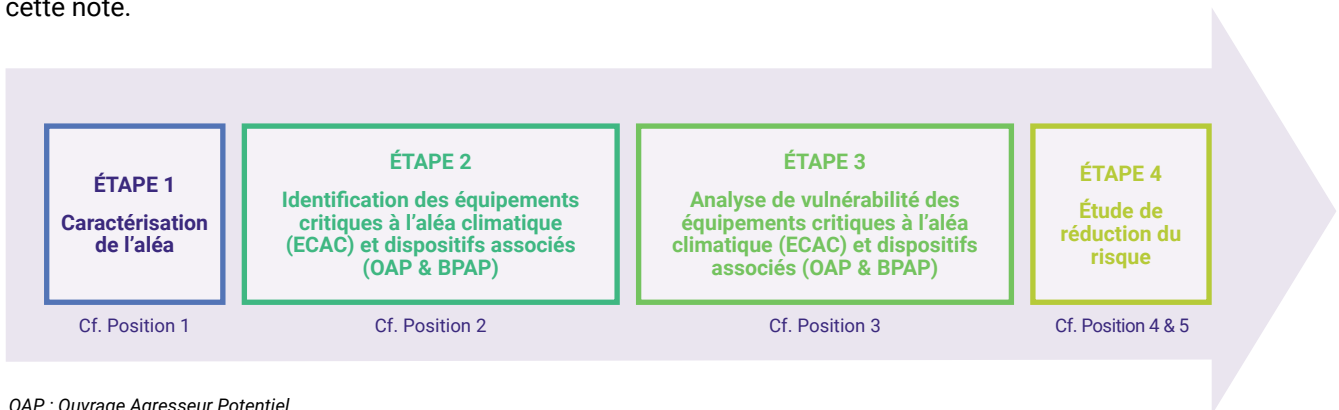 cette note.
ÉTAPE 1
Caractérisation
de l'aléa
Cf. Position 1
ÉTAPE 2
Identification des équipements
critiques à l'aléa climatique
(ECAC) et dispositifs associés
(OAP & BPAP)
Cf. Position 2
ÉTAPE 3
Analyse de vulnérabilité des
équipements critiques à l'aléa
climatique (ECAC) et dispositifs
associés (OAP & BPAP)
Cf. Position 3
ÉTAPE 4
Étude de
réduction du
risque
Cf. Position 4 & 5
OAP : Ouvrage Agresseur Potentiel